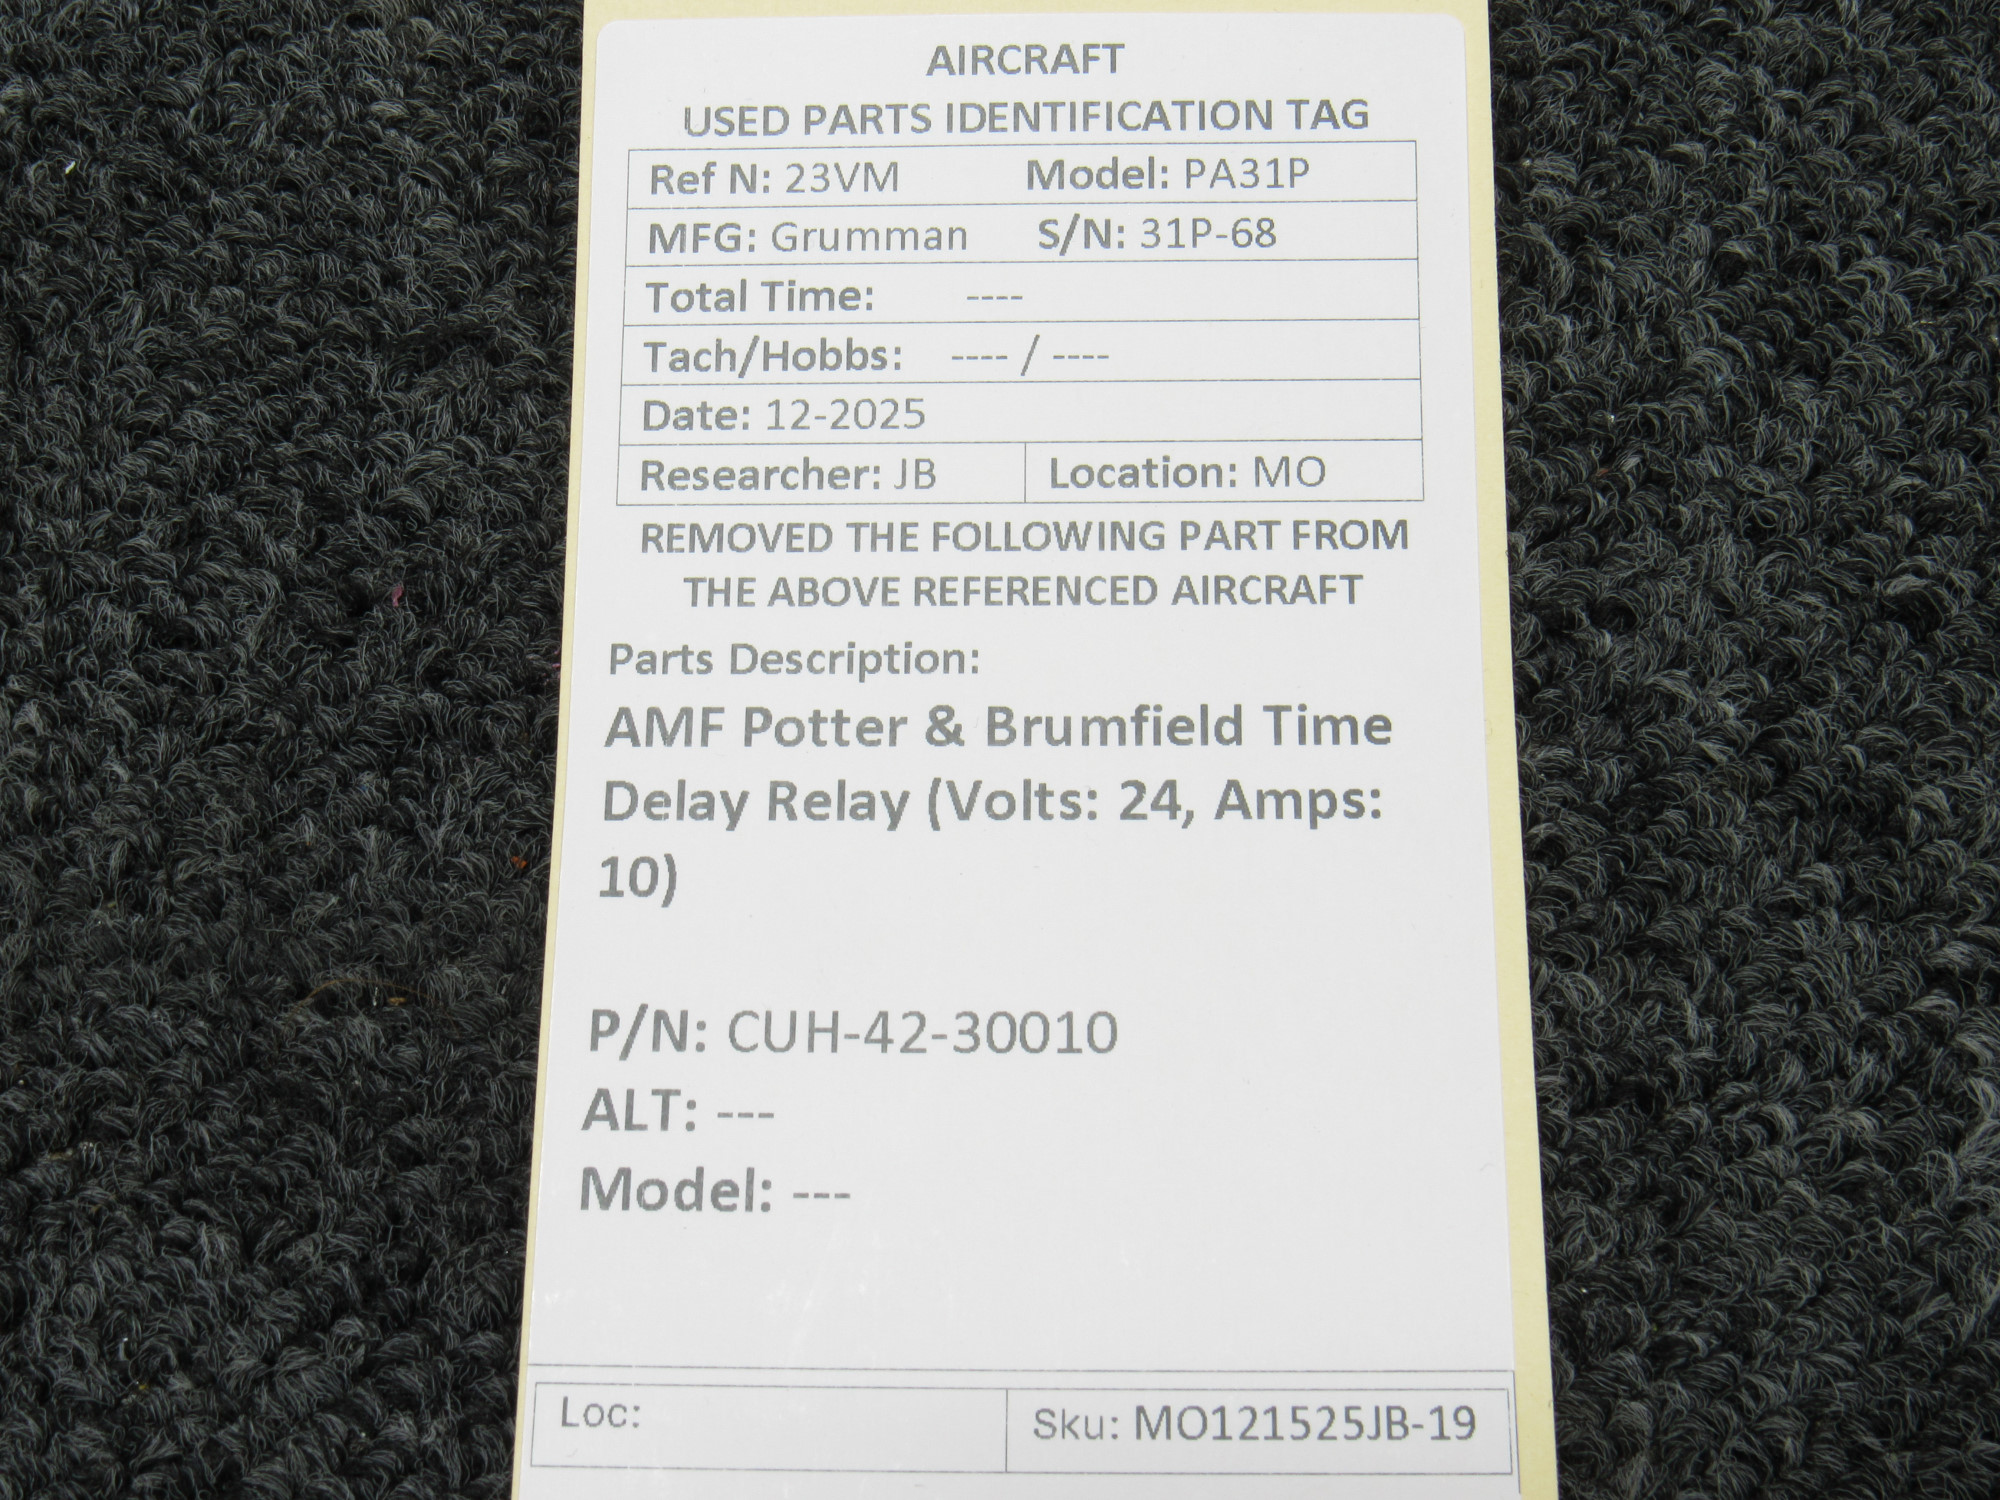 AIRCRAFT
USED PARTS IDENTIFICATION TAG
Ref N: 23VM Model: PA31P
MFG: Grumman S/N: 31P-68
Total Time: ----
Tach/Hobbs: ---- / ----
Date: 12-2025
Researcher: JB Location: MO
REMOVED THE FOLLOWING PART FROM
THE ABOVE REFERENCED AIRCRAFT
Parts Description:
AMF Potter & Brumfield Time
Delay Relay (Volts: 24, Amps:
10)
P/N: CUH-42-30010
ALT: ---
Model: ---
Loc: Sku: MO121525JB-19